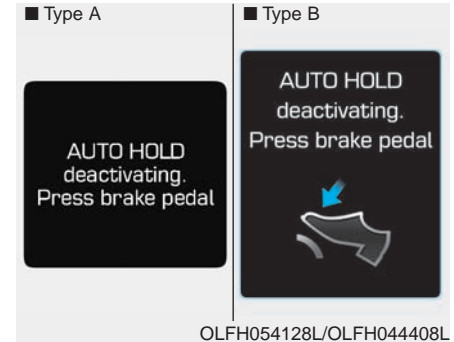 ■ Type A
■ Type B
AUTO HOLD
deactivating.
Press brake pedal
AUTO HOLD
deactivating.
Press brake pedal
OLFH054128L/OLFH044408L